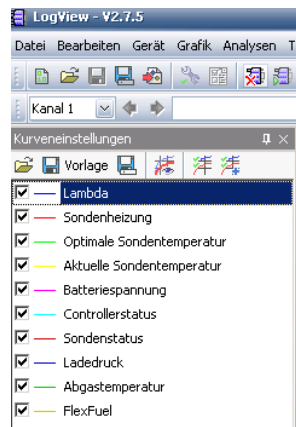 LogView - V2.7.5
Datei Bearbeiten Gerät Grafik Analysen T
Kanal 1
Kurveneinstellungen
Vorlage
Lambda
Sondenheizung
Optimale Sondentemperatur
Aktuelle Sondentemperatur
Batteriespannung
Controllerstatus
Sondenstatus
Ladedruck
Abgastemperatur
FlexFuel